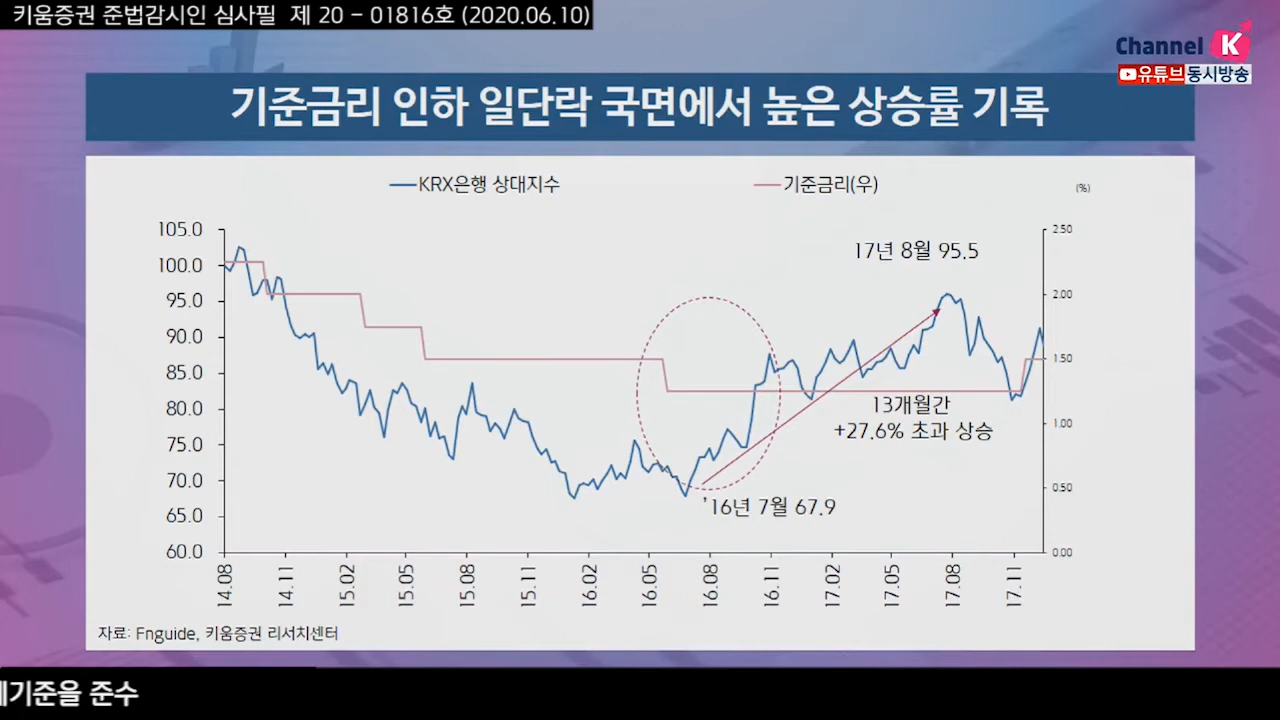 키움증권 준법감시인 심사필 제 20 - 01816호 (2020.06.10)
Channel K
유튜브동시방송
기준금리 인하 일단락 국면에서 높은 상승률 기록
KRX은행 상대지수
기준금리(우)
(%)
105.0
100.0
95.0
90.0
85.0
80.0
75.0
70.0
65.0
60.0
2.50
2.00
1.50
1.00
0.50
0.00
17년 8월 95.5
13개월간
+27.6% 초과 상승
’16년 7월 67.9
14.08
14.11
15.02
15.05
15.08
15.11
16.02
16.05
16.08
16.11
17.02
17.05
17.08
17.11
자료: Fnguide, 키움증권 리서치센터
기준을 준수